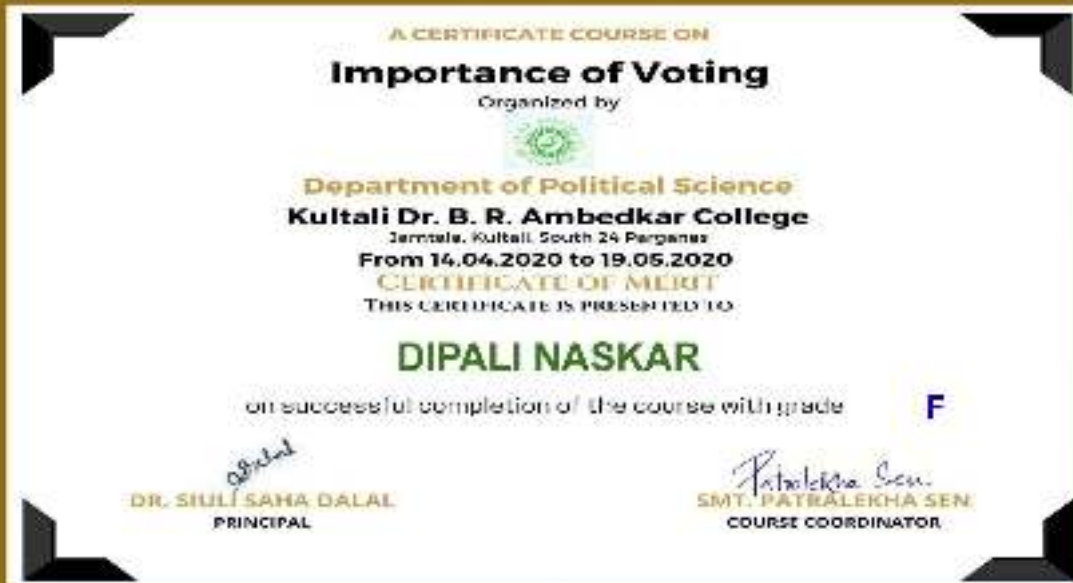 A CERTIFICATE COURSE ON
Importance of Voting
Organized by
Department of Political Science
Kultali Dr. B. R. Ambedkar College
Jamtala, Kultali, South 24 Parganas
From 14.04.2020 to 19.05.2020
CERTIFICATE OF MERIT
THIS CERTIFICATE IS PRESENTED TO
DIPALI NASKAR
on successful completion of the course with grade F
Patralekha Sen.
DR. SIULI SAHA DALAL SMT. PATRALEKHA SEN
PRINCIPAL COURSE COORDINATOR